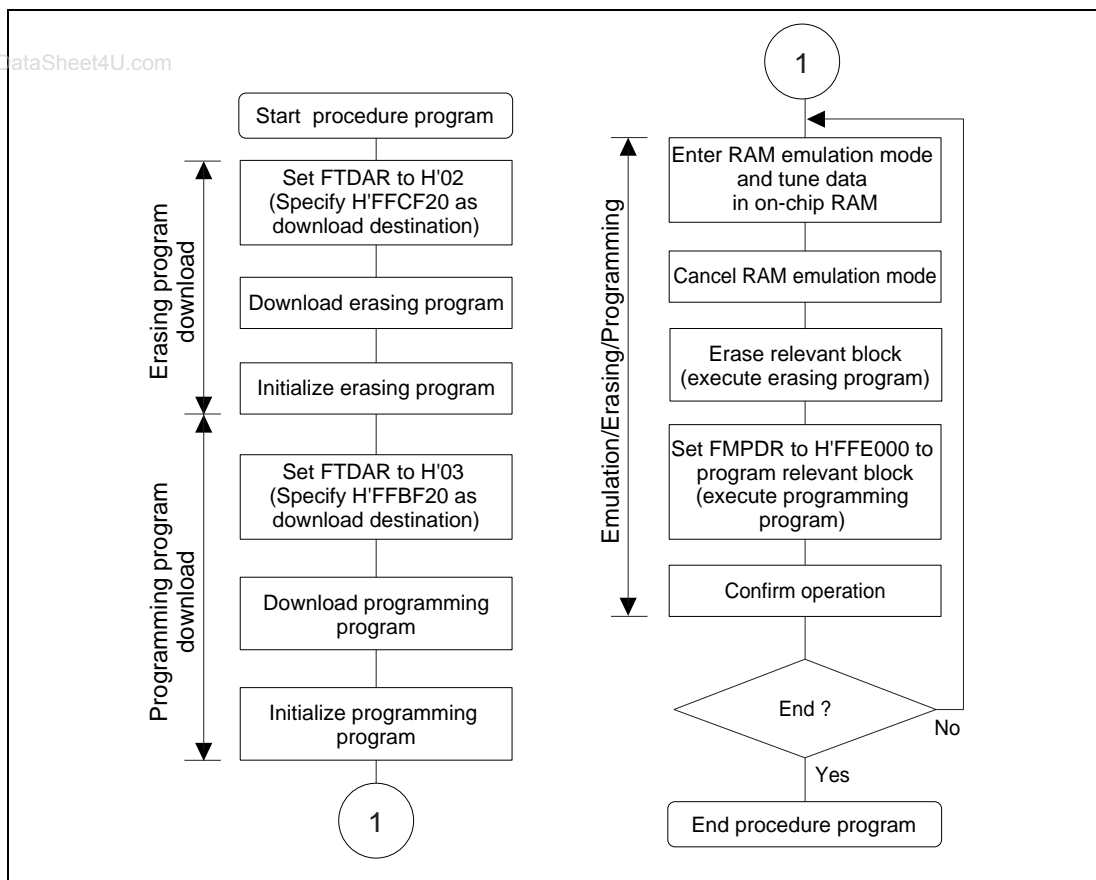 DataSheet4U.com
Start procedure program
Erasing program
download
Set FTDAR to H'02
(Specify H'FFCF20 as
download destination)
Download erasing program
Initialize erasing program
Programming program
download
Set FTDAR to H'03
(Specify H'FFBF20 as
download destination)
Download programming
program
Initialize programming
program
1
1
Emulation/Erasing/Programming
Enter RAM emulation mode
and tune data
in on-chip RAM
Cancel RAM emulation mode
Erase relevant block
(execute erasing program)
Set FMPDR to H'FFE000 to
program relevant block
(execute programming
program)
Confirm operation
End ?
No
Yes
End procedure program